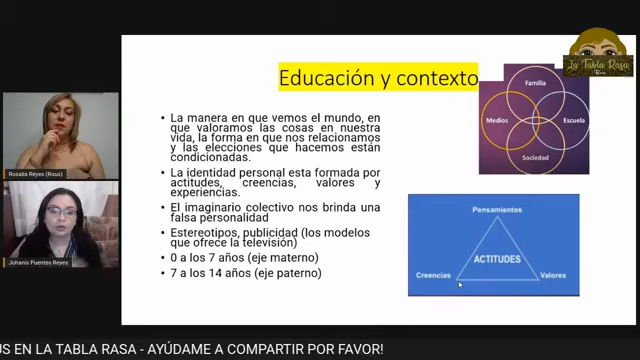 Educación y contexto
La Tabla Rasa
Rosalia Reyes (Rous)
Johanis Puentes Reyes
• La manera en que vemos el mundo, en
que valoramos las cosas en nuestra
vida, la forma en que nos relacionamos
y las elecciones que hacemos están
condicionadas.
• La identidad personal esta formada por
actitudes, creencias, valores y
experiencias.
• El imaginario colectivo nos brinda una
falsa personalidad
• Estereotipos, publicidad (los modelos
que ofrece la televisión)
• 0 a los 7 años (eje materno)
• 7 a los 14 años (eje paterno)
Familia
Medios
Escuela
Sociedad
Pensamientos
ACTITUDES
Creencias
Valores
US EN LA TABLA RASA - AYÚDAME A COMPARTIR POR FAVOR!